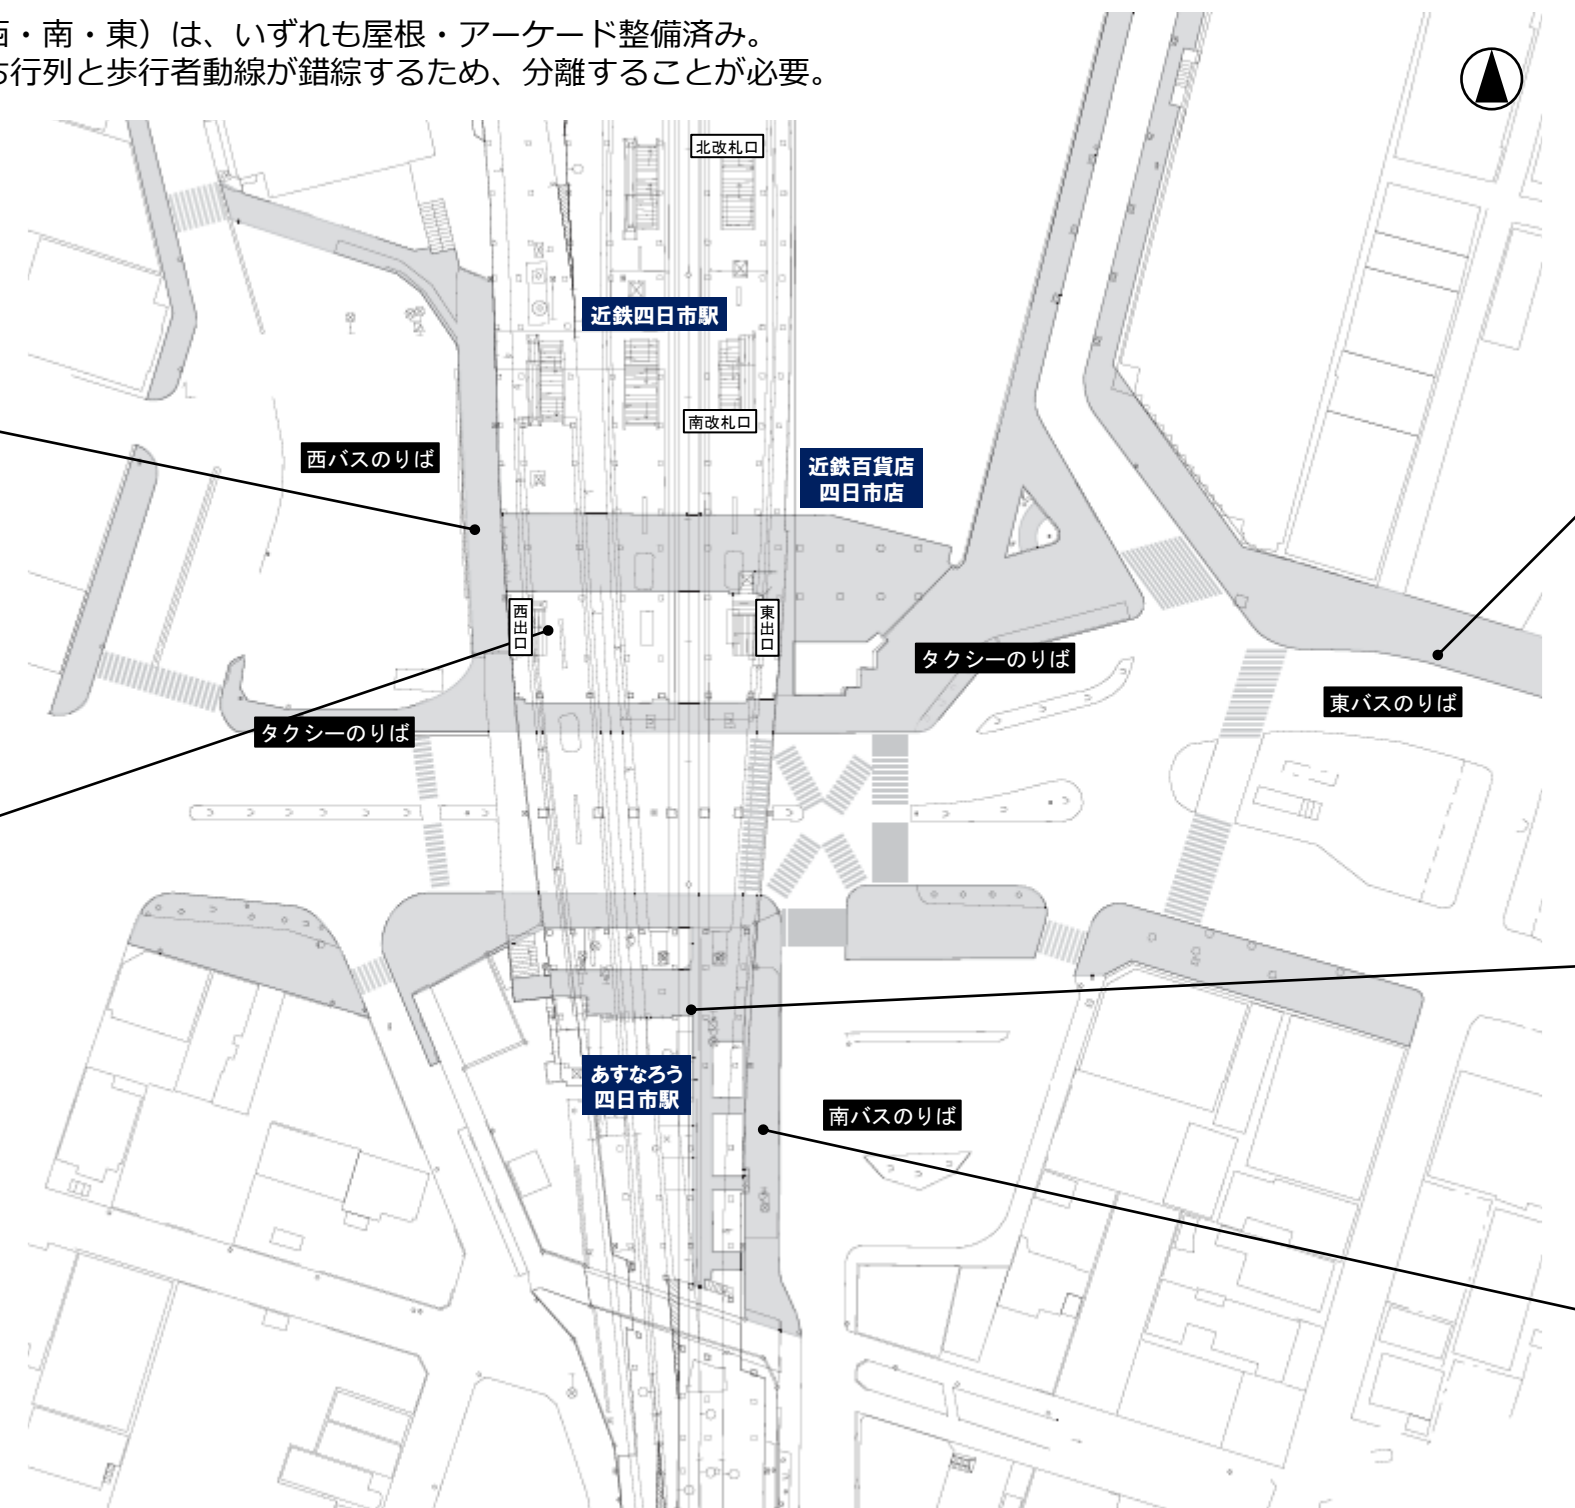 ・南・東）は、いずれも屋根・アーケード整備済み。
行列と歩行者動線が錯綜するため、分離することが必要。
北改札口
近鉄四日市駅
南改札口
西バスのりば
近鉄百貨店
四日市店
西出口
東出口
タクシーのりば
東バスのりば
タクシーのりば
あすなろう
四日市駅
南バスのりば